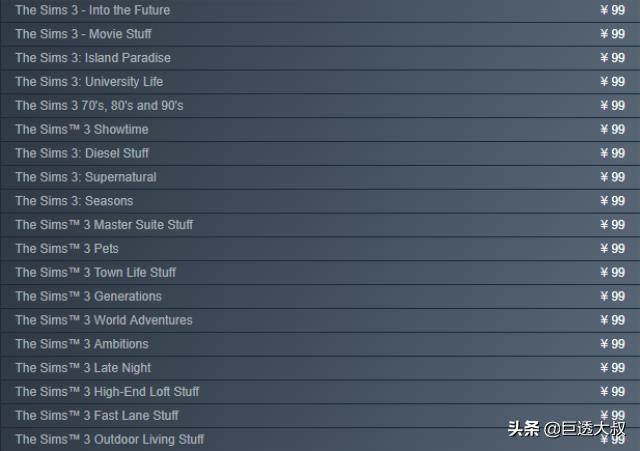 The Sims 3 - Into the Future ¥ 99
The Sims 3 - Movie Stuff ¥ 99
The Sims 3: Island Paradise ¥ 99
The Sims 3: University Life ¥ 99
The Sims 3 70's, 80's and 90's ¥ 99
The Sims™ 3 Showtime ¥ 99
The Sims 3: Diesel Stuff ¥ 99
The Sims 3: Supernatural ¥ 99
The Sims 3: Seasons ¥ 99
The Sims™ 3 Master Suite Stuff ¥ 99
The Sims™ 3 Pets ¥ 99
The Sims™ 3 Town Life Stuff ¥ 99
The Sims™ 3 Generations ¥ 99
The Sims™ 3 World Adventures ¥ 99
The Sims™ 3 Ambitions ¥ 99
The Sims™ 3 Late Night ¥ 99
The Sims™ 3 High-End Loft Stuff ¥ 99
The Sims™ 3 Fast Lane Stuff ¥ 99
头条 @巨透大叔
The Sims™ 3 Outdoor Living Stuff ¥ 99